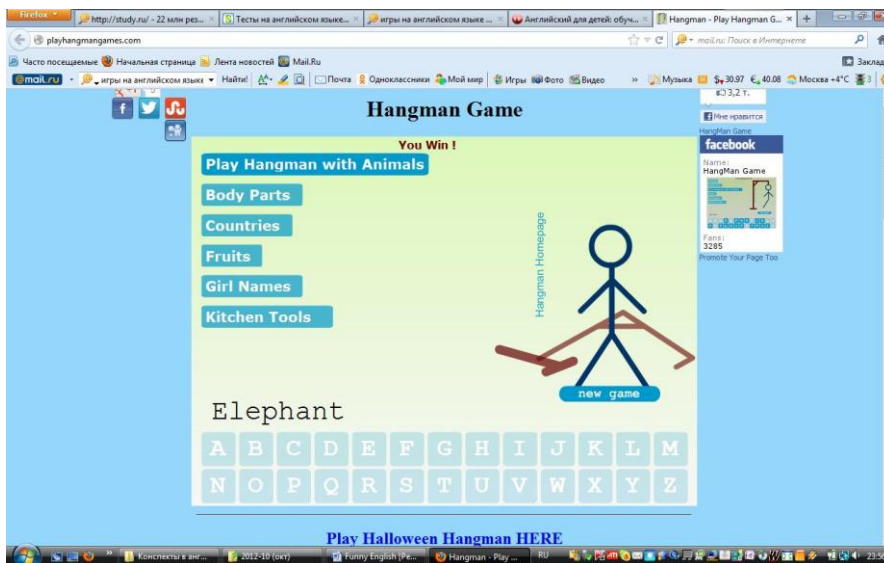 Firefox
http://study.ru/ - 22 млн рез...
Тесты на английском языке...
игры на английском языке ...
Английский для детей: обуч...
Hangman - Play Hangman G...
playhangmangames.com
mail.ru: Поиск в Интернете
Часто посещаемые Начальная страница Лента новостей Mail.Ru Заклад
@mail.ru игры на английском языке Найти! Почта Одноклассники Мой мир Игры Фото Видео » Музыка $ 30.97 € 40.08 Москва +4°C 3
3,2 т.
Hangman Game
Мне нравится
HangMan Game
facebook
You Win !
Play Hangman with Animals
Name:
HangMan Game
Body Parts
Countries
Fruits
Girl Names
Kitchen Tools
Hangman Homepage
Fans:
3285
Promote Your Page Too
new game
Elephant
A B C D E F G H I J K L M
N O P Q R S T U V W X Y Z
Play Halloween Hangman HERE
Конспекты в анг...
2012-10 (окт)
Funny English [Ре...
Hangman - Play ...
RU
23:56